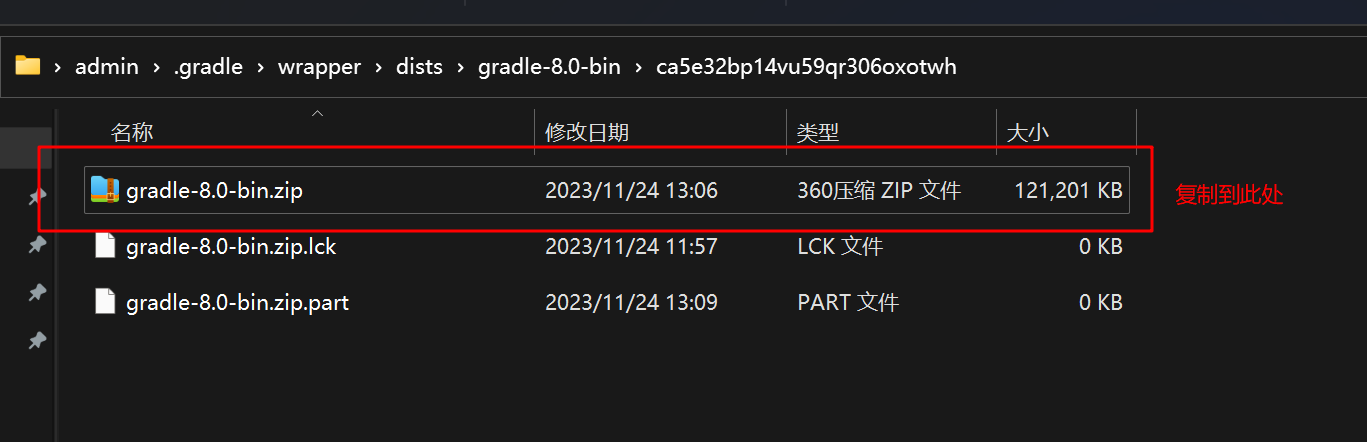 admin › .gradle › wrapper › dists › gradle-8.0-bin › ca5e32bp14vu59qr306oxotwh
名称 修改日期 类型 大小
gradle-8.0-bin.zip 2023/11/24 13:06 360压缩 ZIP 文件 121,201 KB 复制到此处
gradle-8.0-bin.zip.lck 2023/11/24 11:57 LCK 文件 0 KB
gradle-8.0-bin.zip.part 2023/11/24 13:09 PART 文件 0 KB